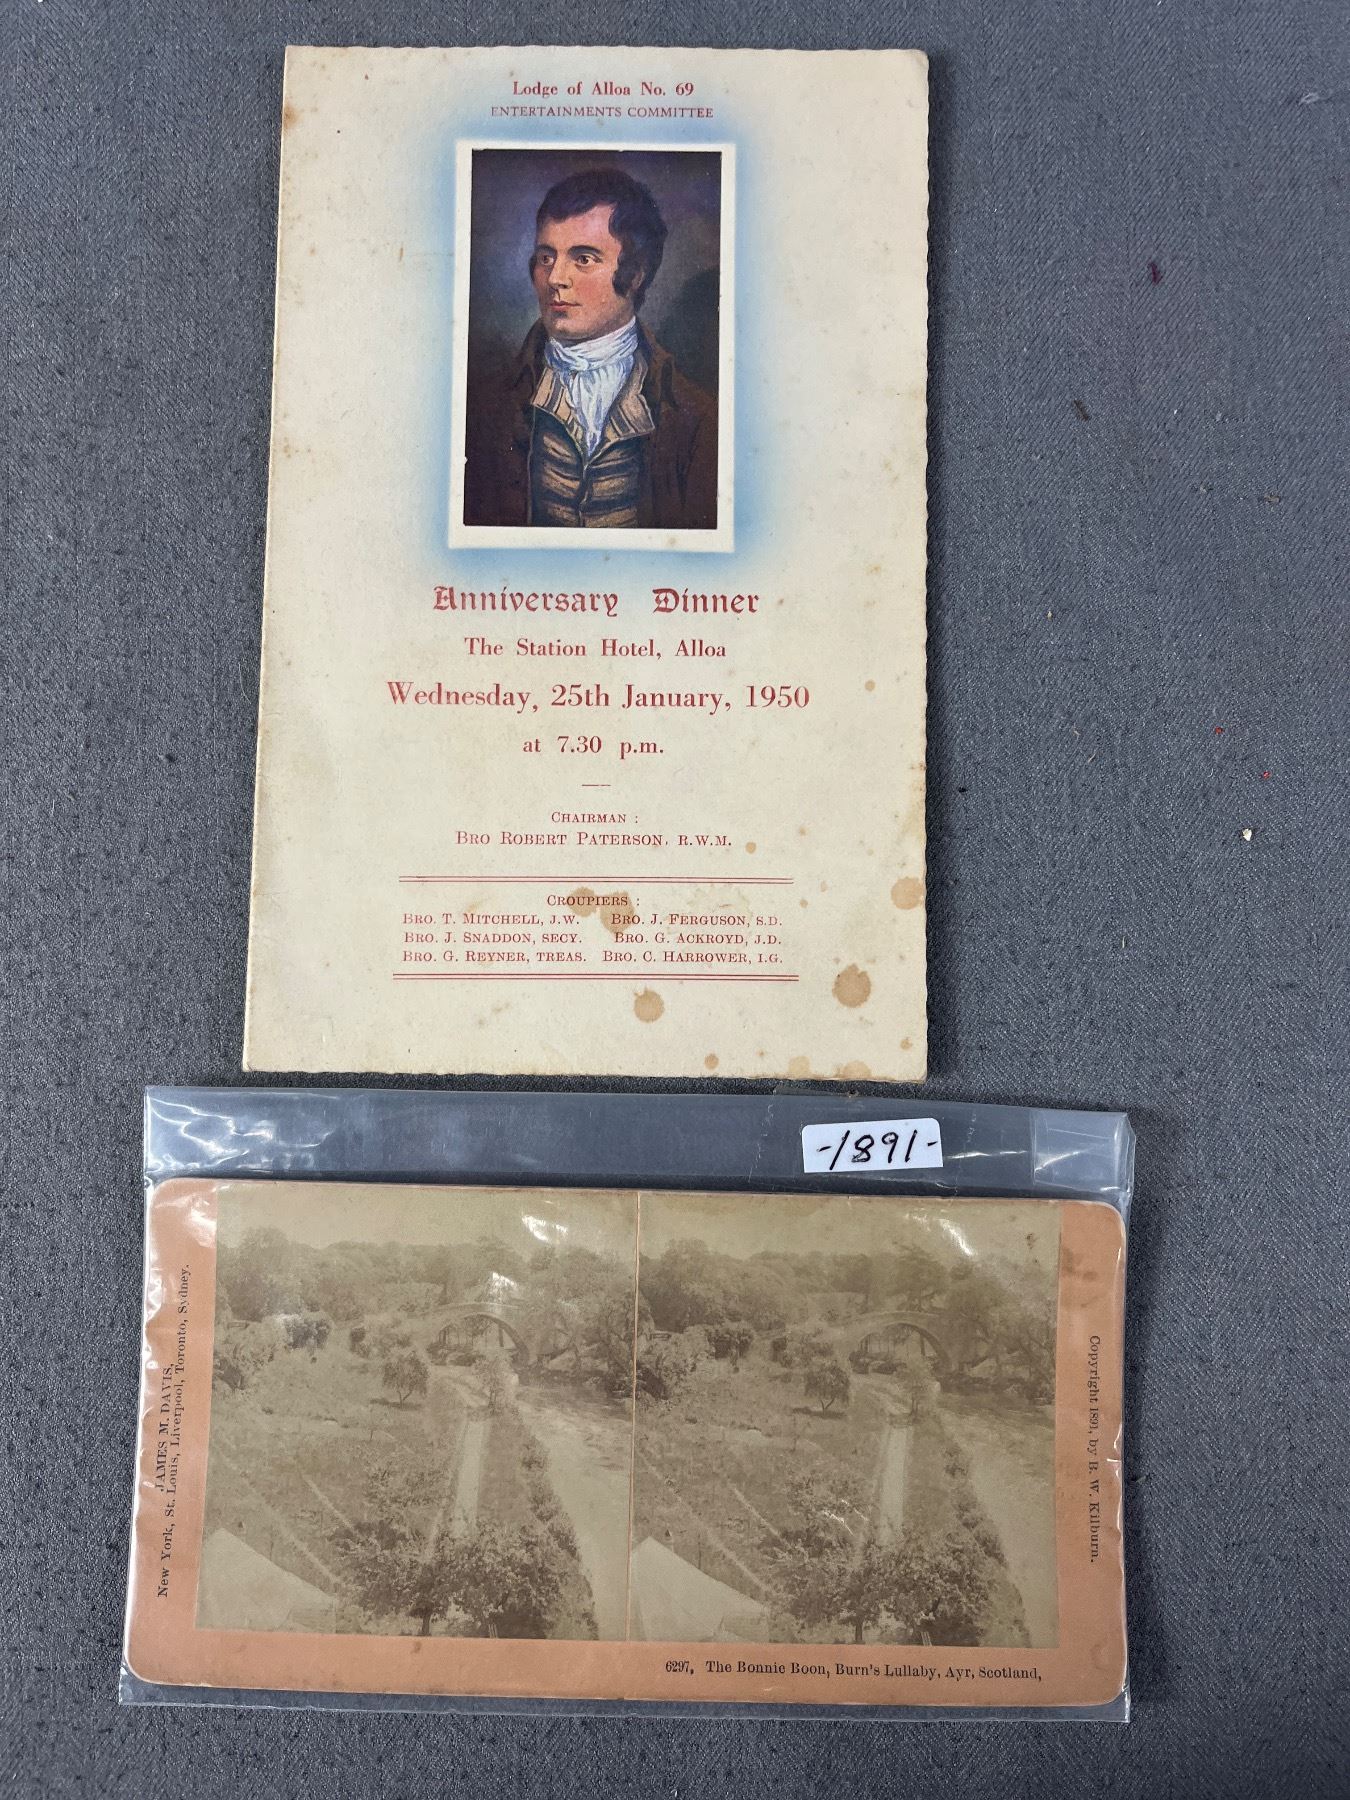 Lodge of Alloa No. 69
ENTERTAINMENTS COMMITTEE
Anniversary Dinner
The Station Hotel, Alloa
Wednesday, 25th January, 1950
at 7.30 p.m.
CHAIRMAN :
BRO ROBERT PATERSON, R.W.M.
CROUPIERS :
BRO. T. MITCHELL, J.W. BRO. J. FERGUSON, S.D.
BRO. J. SNADDON, SECY. BRO. G. ACKROYD, J.D.
BRO. G. REYNER, TREAS. BRO. C. HARROWER, I.G.
-1891-
JAMES M. DAVIS,
New York, St. Louis, Liverpool, Toronto, Sydney.
Copyright 1891, by B. W. Kilburn.
6297, The Bonnie Boon, Burn's Lullaby, Ayr, Scotland,